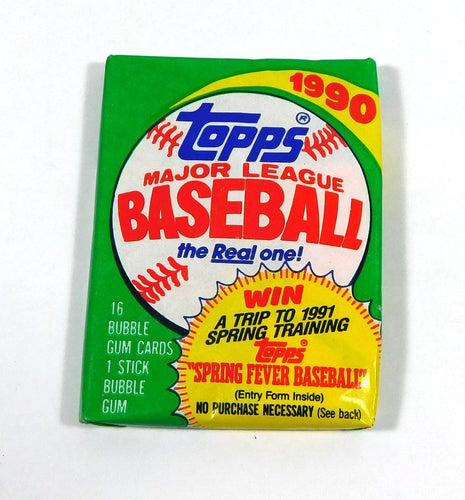 1990
topps®
MAJOR LEAGUE
BASEBALL
the Real one!
16
BUBBLE
GUM CARDS
1 STICK
BUBBLE
GUM
WIN
A TRIP TO 1991
SPRING TRAINING
topps
"SPRING FEVER BASEBALL"
(Entry Form Inside)
NO PURCHASE NECESSARY (See back)